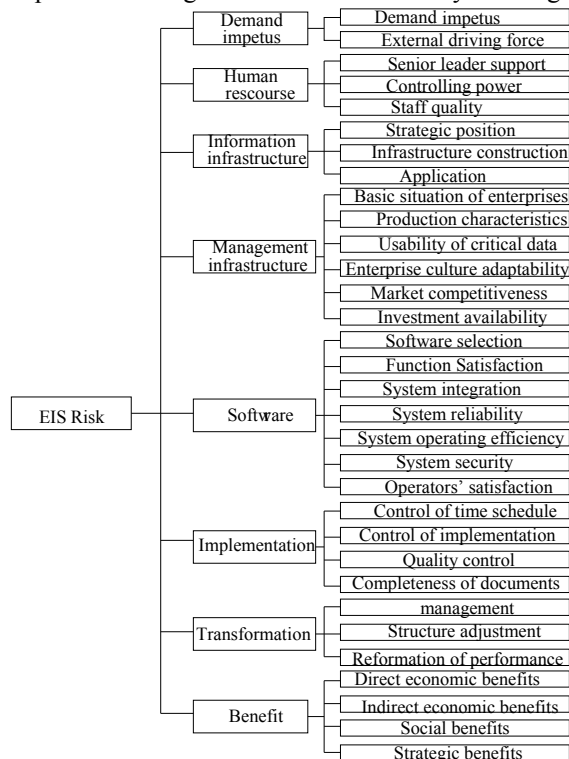 Demand
impetus
Demand impetus
External driving force
Human
rescourse
Senior leader support
Controlling power
Staff quality
Information
infrastructure
Strategic position
Infrastructure construction
Application
Management
infrastructure
Basic situation of enterprises
Production characteristics
Usability of critical data
Enterprise culture adaptability
Market competitiveness
Investment availability
EIS Risk
Software
Software selection
Function Satisfaction
System integration
System reliability
System operating efficiency
System security
Operators’ satisfaction
Implementation
Control of time schedule
Control of implementation
Quality control
Completeness of documents
Transformation
management
Structure adjustment
Reformation of performance
Benefit
Direct economic benefits
Indirect economic benefits
Social benefits
Strategic benefits